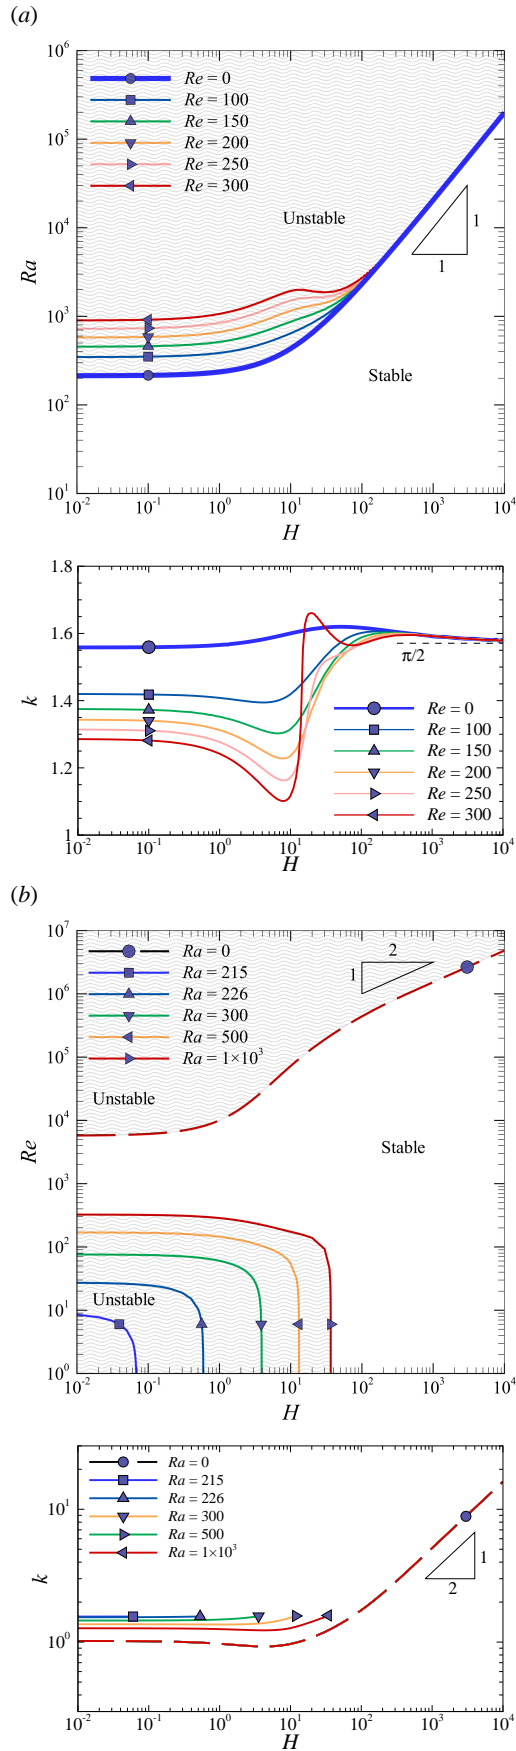 (a)
10^6
Re = 0
Re = 100
10^5
Re = 150
Re = 200
Re = 250
Re = 300
Unstable
10^4
1
1
Ra
10^3
Stable
10^2
10^1
10^-2 10^-1 10^0 10^1 10^2 10^3 10^4
H
1.8
1.6
π/2
k
1.4
Re = 0
Re = 100
Re = 150
1.2
Re = 200
Re = 250
Re = 300
1
10^-2 10^-1 10^0 10^1 10^2 10^3 10^4
H
(b)
10^7
Ra = 0
2
Ra = 215
1
10^6
Ra = 226
Ra = 300
Ra = 500
10^5
Ra = 1×10^3
Unstable
10^4
Re
Stable
10^3
10^2
Unstable
10^1
10^0
10^-2 10^-1 10^0 10^1 10^2 10^3 10^4
H
Ra = 0
Ra = 215
Ra = 226
10^1
Ra = 300
Ra = 500
1
Ra = 1×10^3
k
2
10^0
10^-2 10^-1 10^0 10^1 10^2 10^3 10^4
H